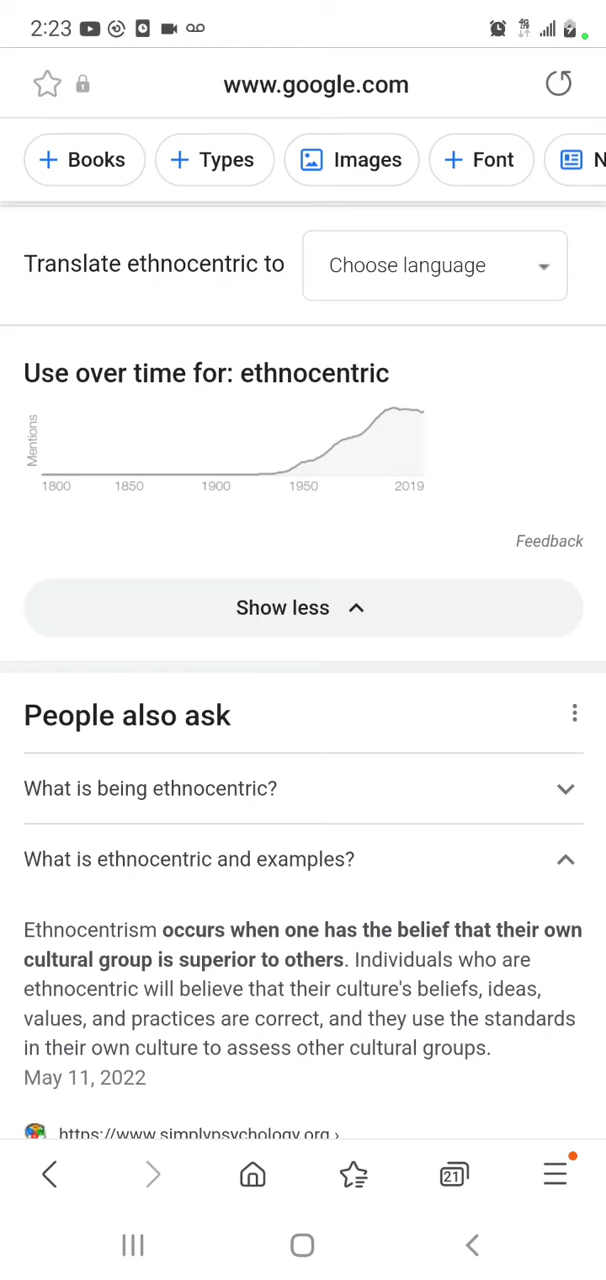 2:23
www.google.com
Books
Types
Images
Font
N
Translate ethnocentric to
Choose language
Use over time for: ethnocentric
Mentions
1800 1850 1900 1950 2019
Feedback
Show less
People also ask
What is being ethnocentric?
What is ethnocentric and examples?
Ethnocentrism occurs when one has the belief that their own
cultural group is superior to others. Individuals who are
ethnocentric will believe that their culture's beliefs, ideas,
values, and practices are correct, and they use the standards
in their own culture to assess other cultural groups.
May 11, 2022
https://www.simplypsychology.org ›
21